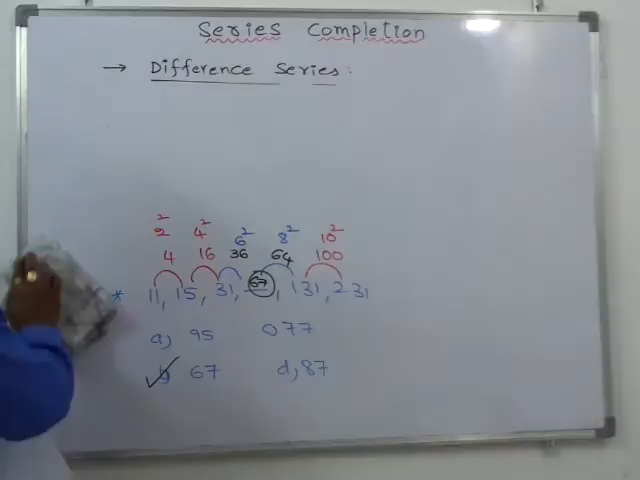 Series Completion
→ Difference Series:
2² 4² 6² 8² 10²
4 16 36 64 100
* 11, 15, 31, 67, 131, 231
a) 95 c) 77
b) 67 d) 87